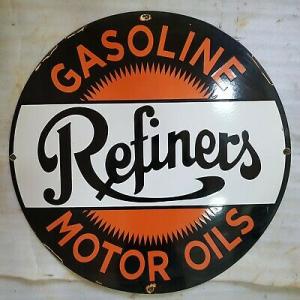 GASOLINE
Refiners
MOTOR OILS